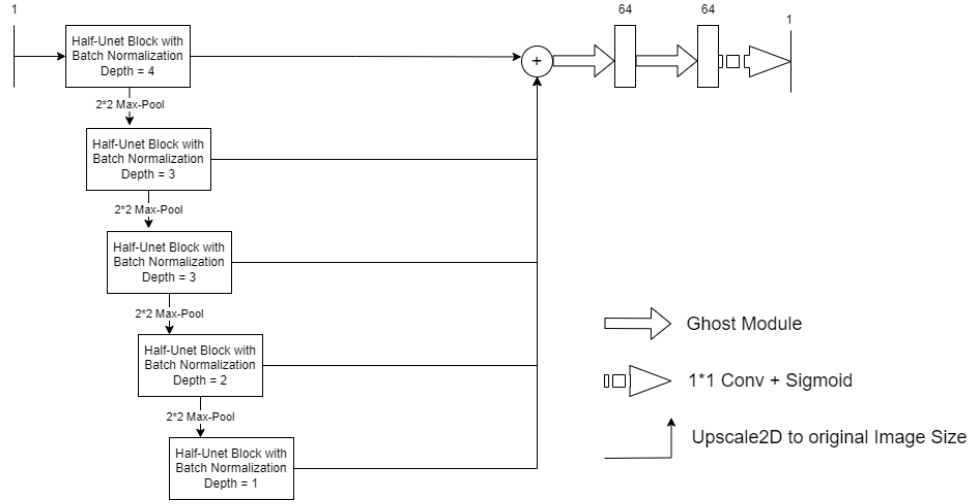 1
64
64
1
Half-Unet Block with
Batch Normalization
Depth = 4
+
2*2 Max-Pool
Half-Unet Block with
Batch Normalization
Depth = 3
2*2 Max-Pool
Half-Unet Block with
Batch Normalization
Depth = 3
2*2 Max-Pool
Half-Unet Block with
Batch Normalization
Depth = 2
2*2 Max-Pool
Half-Unet Block with
Batch Normalization
Depth = 1
Ghost Module
1*1 Conv + Sigmoid
Upscale2D to original Image Size